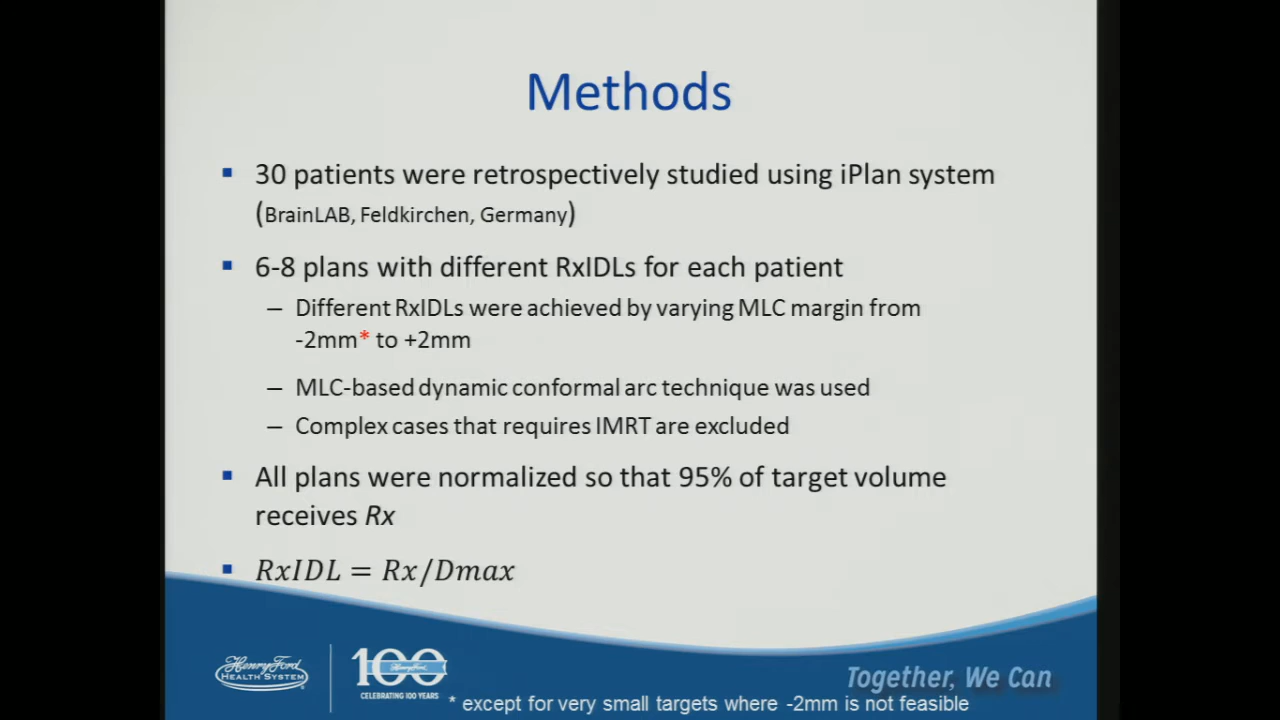 Methods
30 patients were retrospectively studied using iPlan system
(BrainLAB, Feldkirchen, Germany)
6-8 plans with different RxIDLs for each patient
– Different RxIDLs were achieved by varying MLC margin from
-2mm* to +2mm
– MLC-based dynamic conformal arc technique was used
– Complex cases that requires IMRT are excluded
All plans were normalized so that 95% of target volume
receives Rx
RxIDL = Rx/Dmax
Henry Ford
HEALTH SYSTEM
100
Henry Ford
CELEBRATING 100 YEARS
Together, We Can
* except for very small targets where -2mm is not feasible